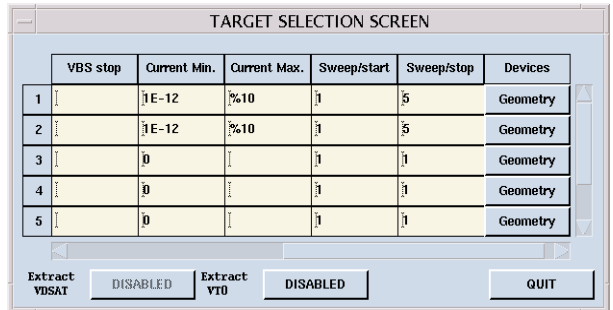 TARGET SELECTION SCREEN
VBS stop Current Min. Current Max. Sweep/start Sweep/stop Devices
1 1E-12 %10 1 5 Geometry
2 1E-12 %10 1 5 Geometry
3 0 1 1 Geometry
4 0 1 1 Geometry
5 0 1 1 Geometry
Extract VDSAT DISABLED Extract VTO DISABLED QUIT